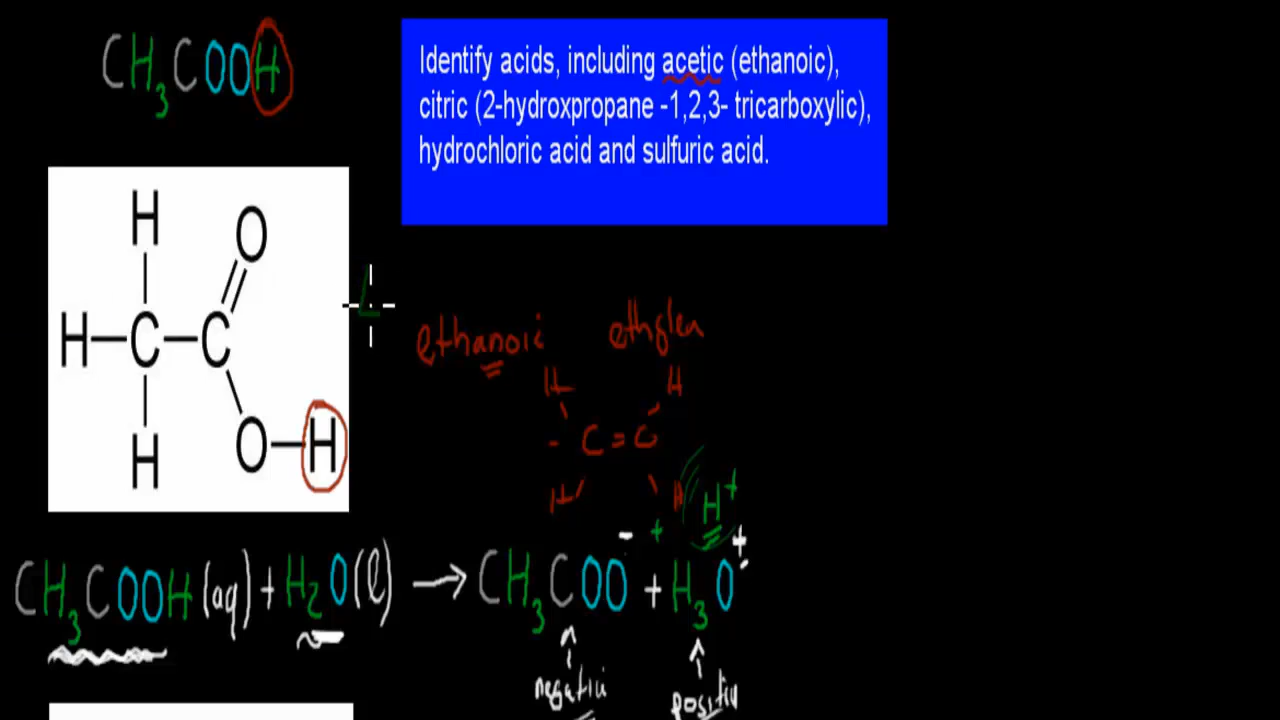 CH3COOH
Identify acids, including acetic (ethanoic),
citric (2-hydroxpropane -1,2,3- tricarboxylic),
hydrochloric acid and sulfuric acid.
H O
H C C
H O H
L
ethanoic ethylen
H H
- C = C
H H H+
CH3COOH (aq) + H2O (l) → CH3COO- + H3O+
negative positive